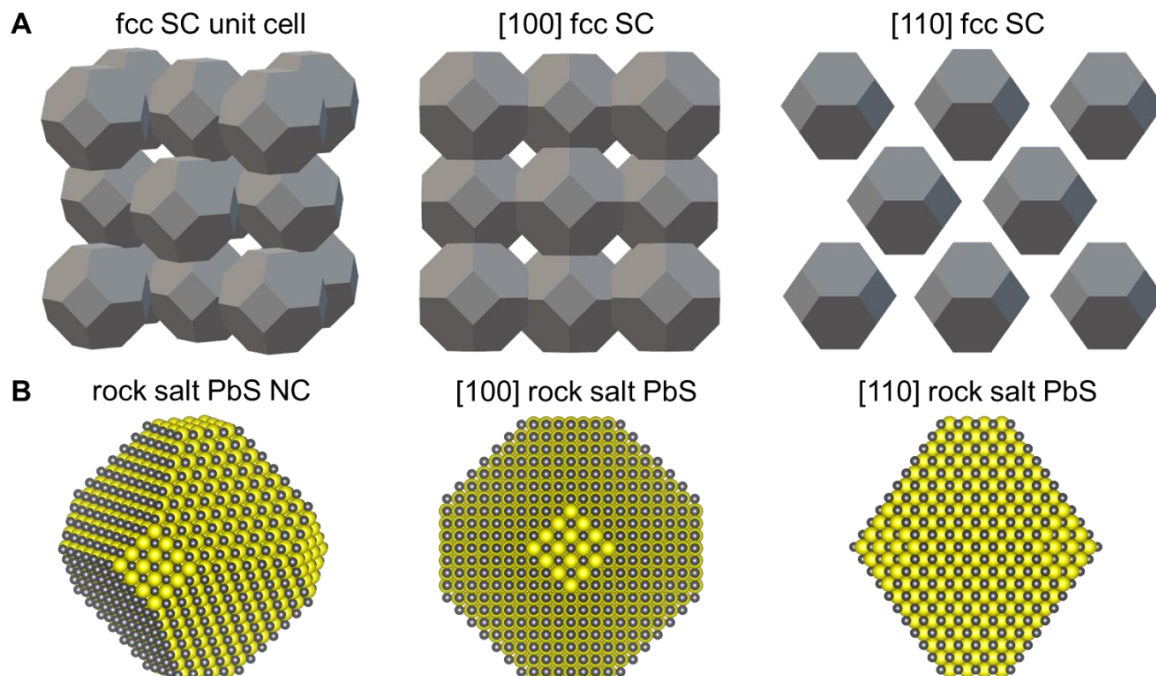 A fcc SC unit cell [100] fcc SC [110] fcc SC
B rock salt PbS NC [100] rock salt PbS [110] rock salt PbS